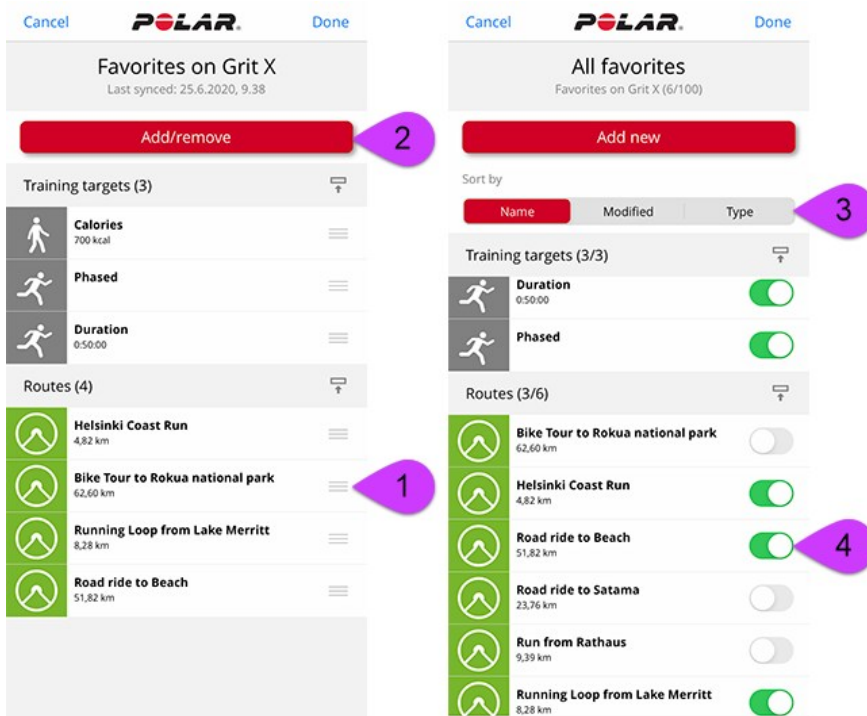 Cancel
POLAR.
Done
Favorites on Grit X
Last synced: 25.6.2020, 9.38
Add/remove
2
Training targets (3)
Calories
700 kcal
Phased
Duration
0:50:00
Routes (4)
Helsinki Coast Run
4,82 km
Bike Tour to Rokua national park
62,60 km
1
Running Loop from Lake Merritt
8,28 km
Road ride to Beach
51,82 km
Cancel
POLAR.
Done
All favorites
Favorites on Grit X (6/100)
Add new
Sort by
Name Modified Type
3
Training targets (3/3)
Duration
0:50:00
Phased
Routes (3/6)
Bike Tour to Rokua national park
62,60 km
Helsinki Coast Run
4,82 km
Road ride to Beach
51,82 km
4
Road ride to Satama
23,76 km
Run from Rathaus
9,39 km
Running Loop from Lake Merritt
8,28 km